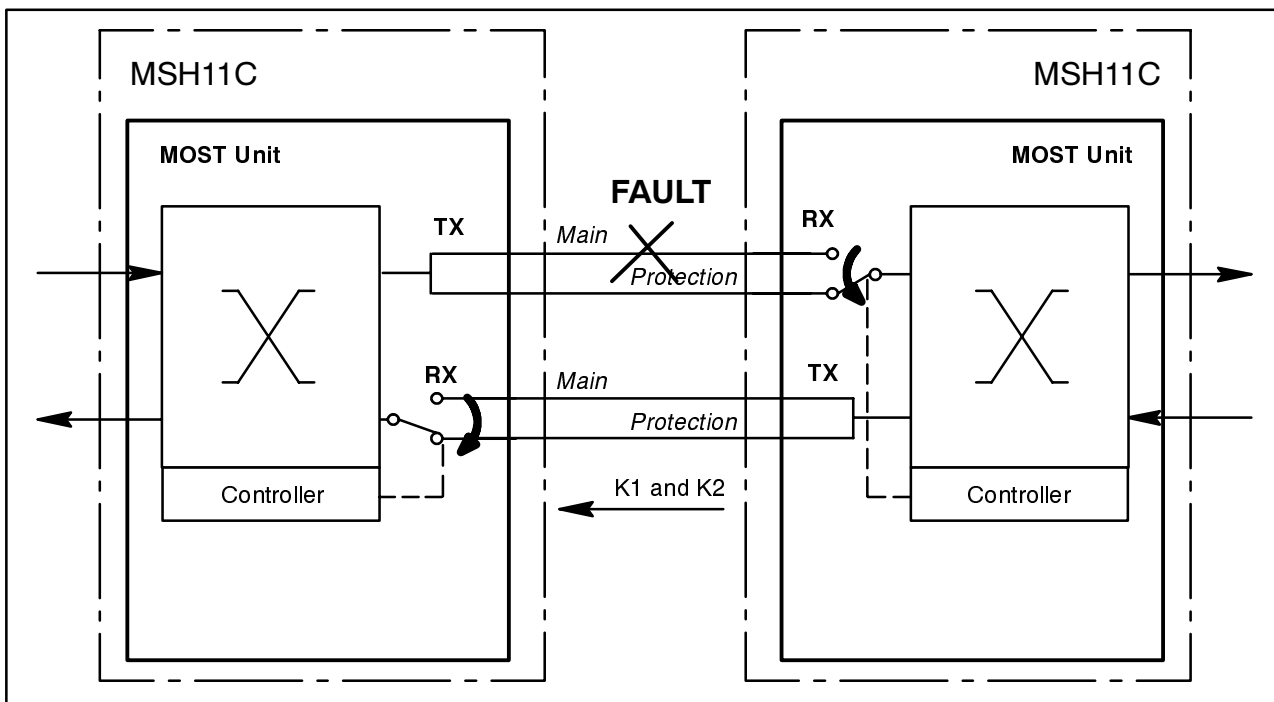 MSH11C
MSH11C
MOST Unit
MOST Unit
FAULT
TX
Main
RX
Protection
RX
Main
TX
Protection
Controller
K1 and K2
Controller